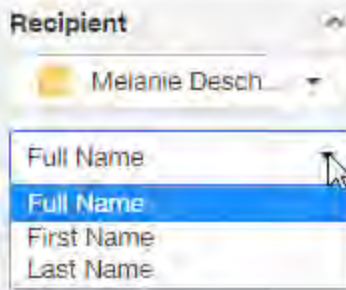 Recipient
Melanie Desch...
Full Name
Full Name
First Name
Last Name